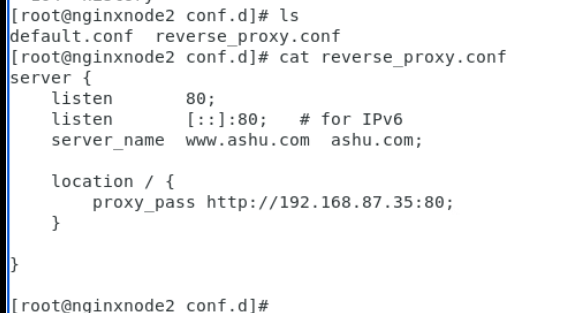 [root@nginxnode2 conf.d]# ls
default.conf  reverse_proxy.conf
[root@nginxnode2 conf.d]# cat reverse_proxy.conf
server {
    listen       80;
    listen       [::]:80;   # for IPv6
    server_name  www.ashu.com  ashu.com;

    location / {
        proxy_pass http://192.168.87.35:80;
    }

}

[root@nginxnode2 conf.d]#